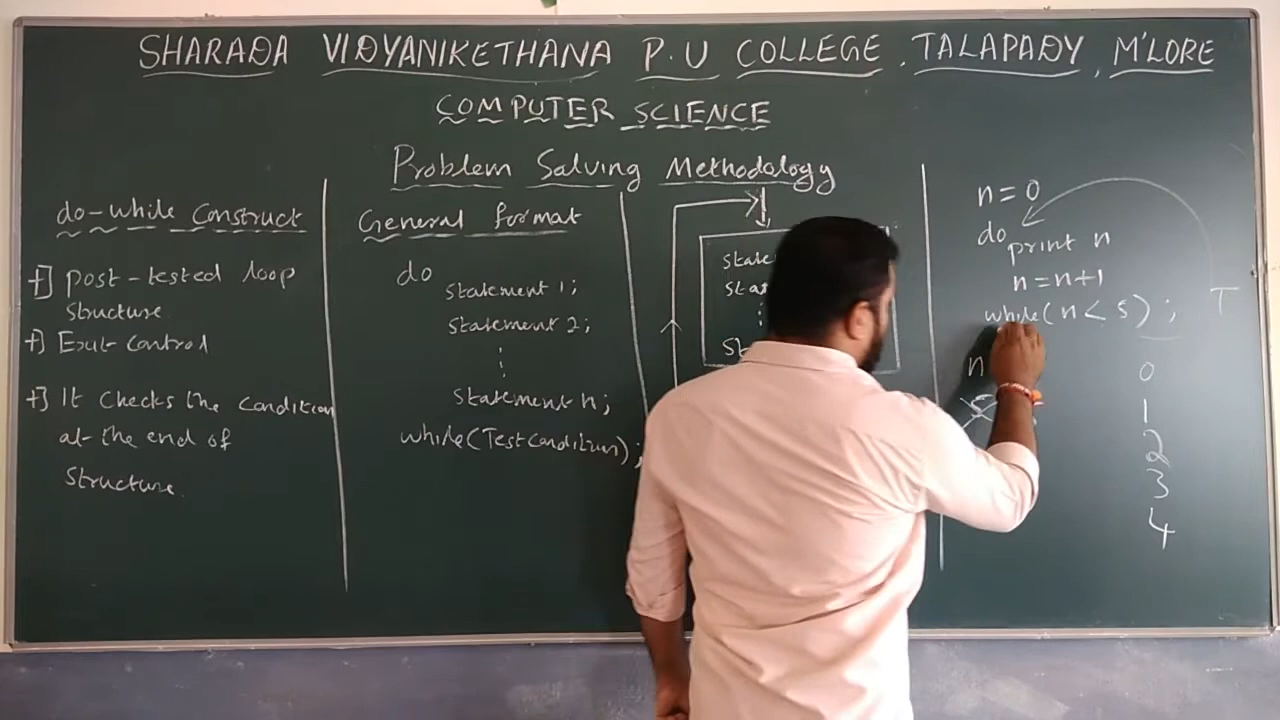 SHARADA VIDYANIKETHANA P.U COLLEGE, TALAPADY, M'LORE
COMPUTER SCIENCE
Problem Solving Methodology
do-while Construct
+] Post-tested loop
structure
+] Exit control
+] It checks the condition
at the end of
structure.
General format
do
statement 1;
statement 2;
statement n;
while(Test condition);
n=0
do
print n
n=n+1
while(n<5);
T
n
0
1
2
3
4